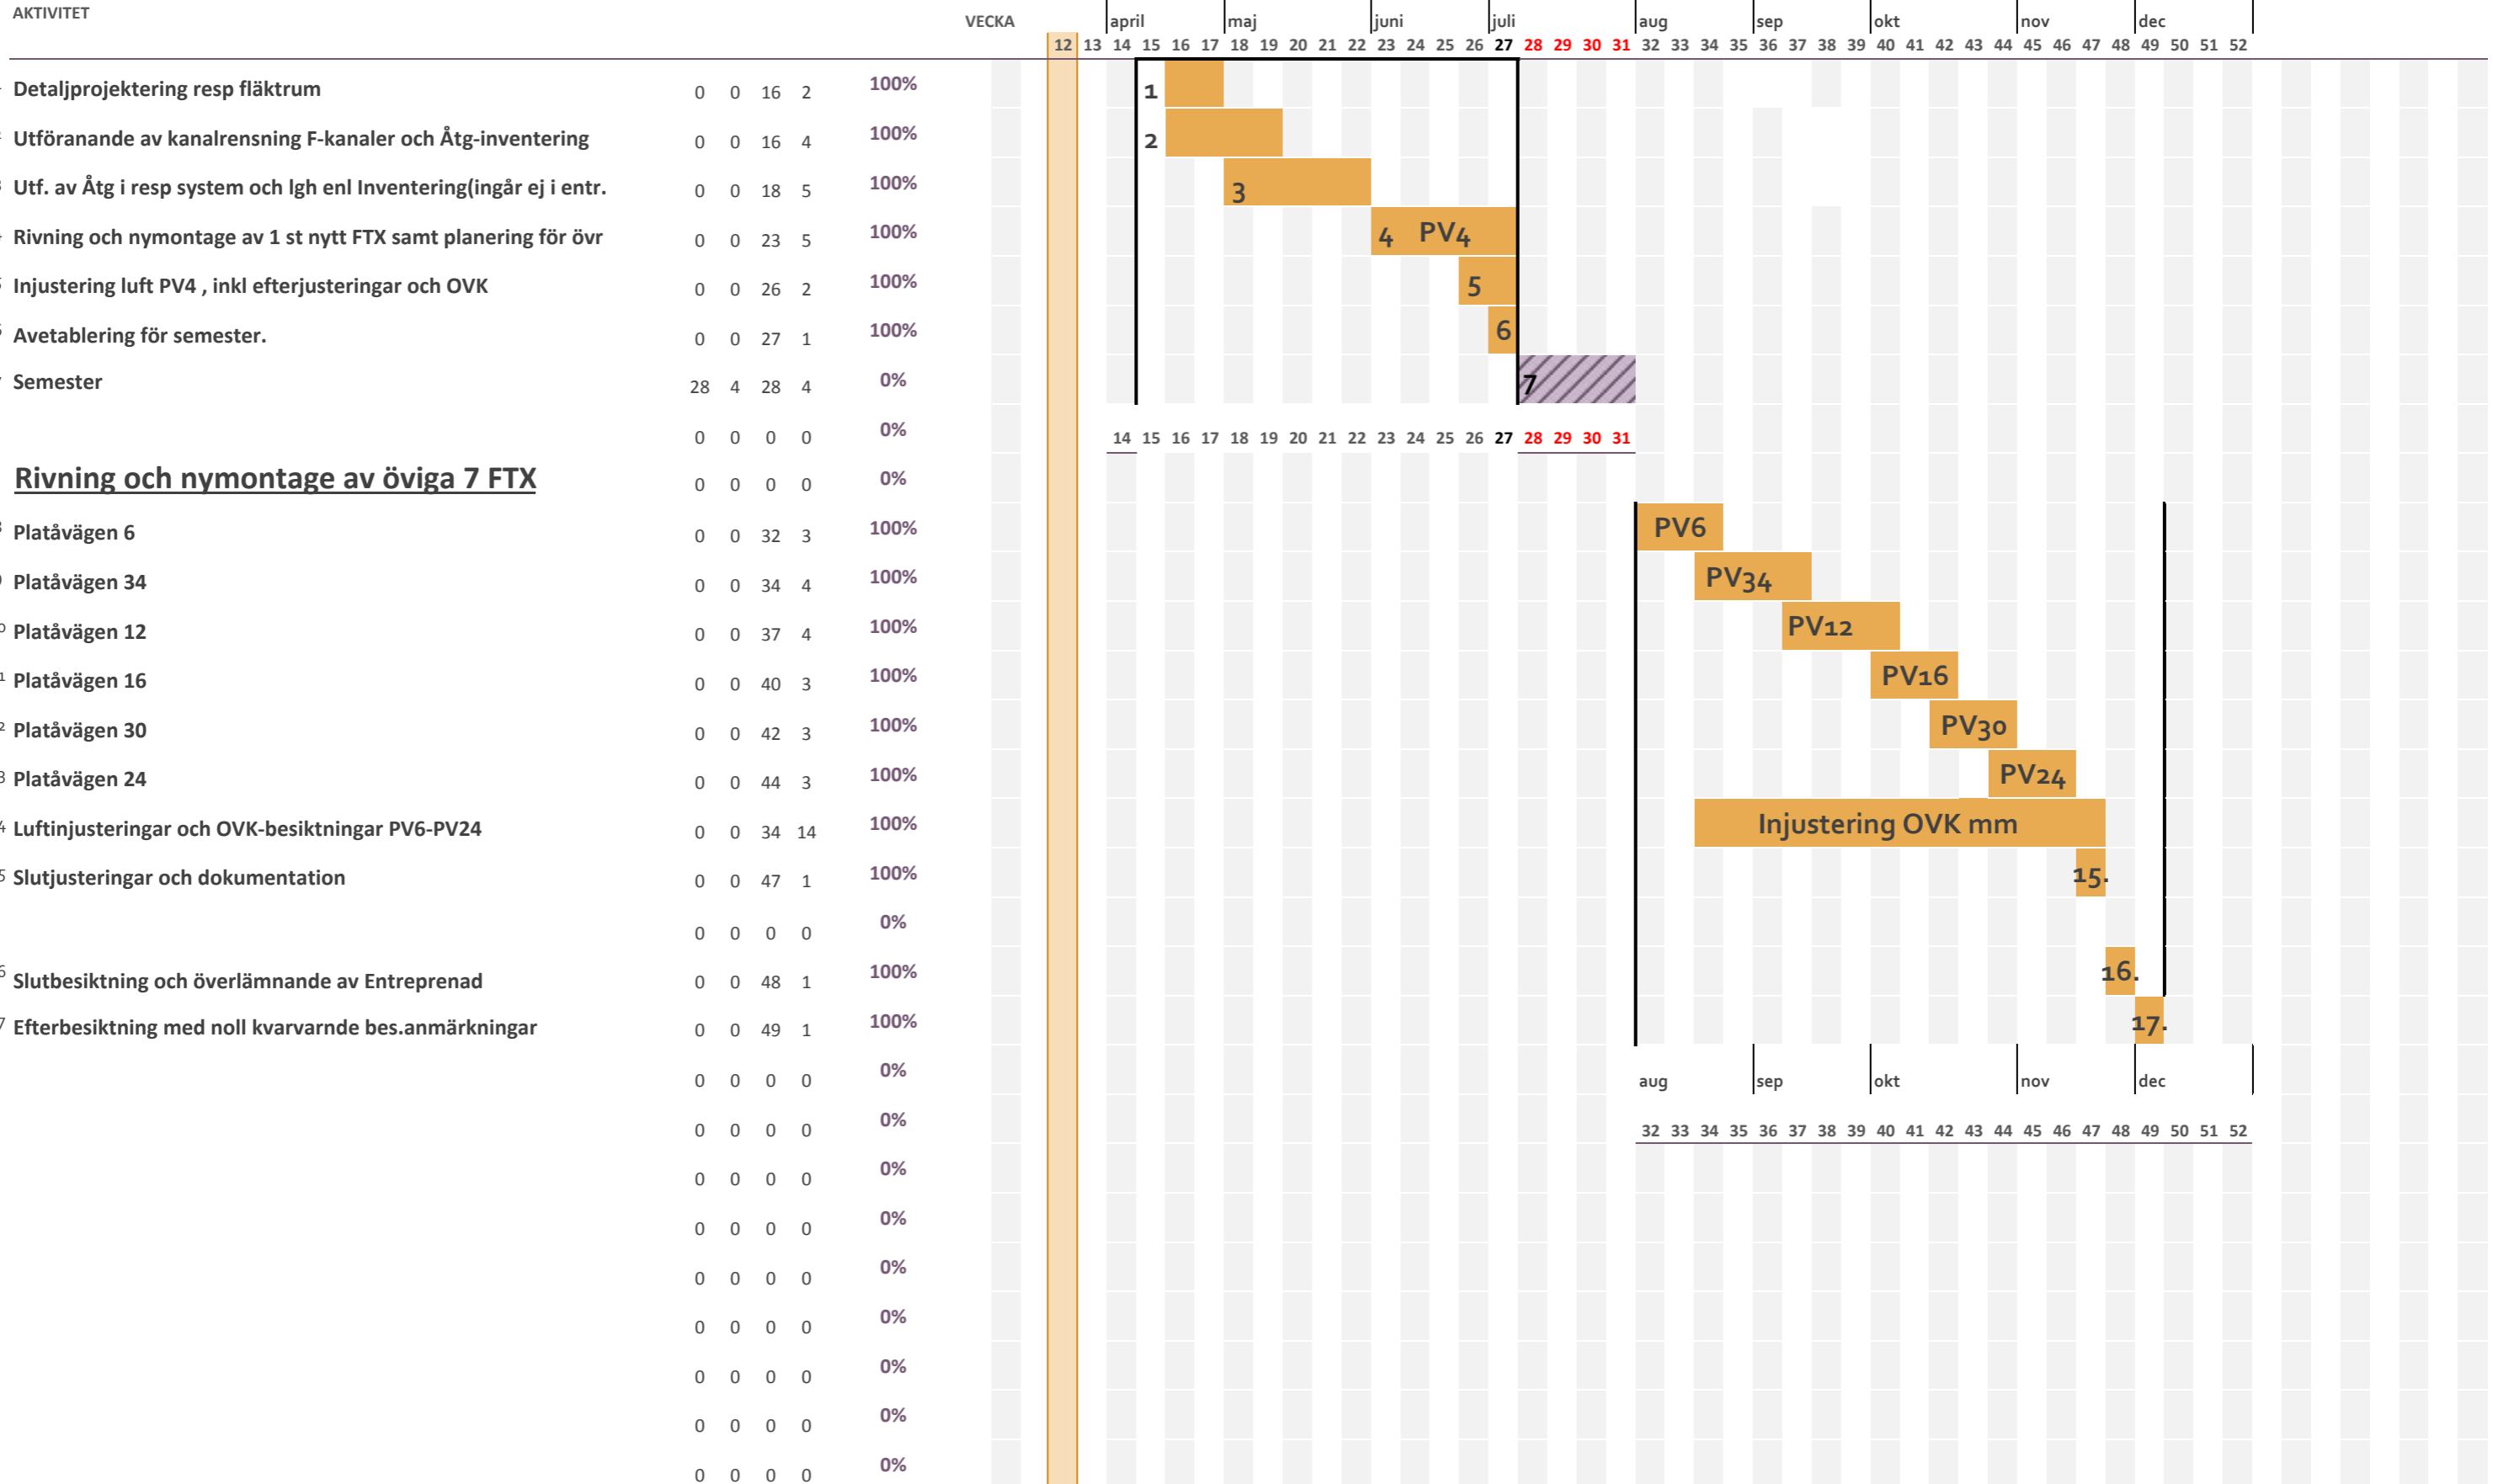 AKTIVITET VECKA april maj juni juli aug sep okt nov dec
12 13 14 15 16 17 18 19 20 21 22 23 24 25 26 27 28 29 30 31 32 33 34 35 36 37 38 39 40 41 42 43 44 45 46 47 48 49 50 51 52
Detaljprojektering resp fläktrum 0 0 16 2 100% 1
Utföranande av kanalrensning F-kanaler och Åtg-inventering 0 0 16 4 100% 2
Utf. av Åtg i resp system och lgh enl Inventering(ingår ej i entr. 0 0 18 5 100% 3
Rivning och nymontage av 1 st nytt FTX samt planering för övr 0 0 23 5 100% 4 PV4
Injustering luft PV4 , inkl efterjusteringar och OVK 0 0 26 2 100% 5
Avetablering för semester. 0 0 27 1 100% 6
Semester 28 4 28 4 0% 7
0 0 0 0 0% 14 15 16 17 18 19 20 21 22 23 24 25 26 27 28 29 30 31
Rivning och nymontage av öviga 7 FTX 0 0 0 0 0%
Platåvägen 6 0 0 32 3 100% PV6
Platåvägen 34 0 0 34 4 100% PV34
Platåvägen 12 0 0 37 4 100% PV12
Platåvägen 16 0 0 40 3 100% PV16
Platåvägen 30 0 0 42 3 100% PV30
Platåvägen 24 0 0 44 3 100% PV24
Luftinjusteringar och OVK-besiktningar PV6-PV24 0 0 34 14 100% Injustering OVK mm
Slutjusteringar och dokumentation 0 0 47 1 100% 15.
0 0 0 0 0%
Slutbesiktning och överlämnande av Entreprenad 0 0 48 1 100% 16.
Efterbesiktning med noll kvarvarnde bes.anmärkningar 0 0 49 1 100% 17.
0 0 0 0 0% aug sep okt nov dec
0 0 0 0 0% 32 33 34 35 36 37 38 39 40 41 42 43 44 45 46 47 48 49 50 51 52
0 0 0 0 0%
0 0 0 0 0%
0 0 0 0 0%
0 0 0 0 0%
0 0 0 0 0%
0 0 0 0 0%
0 0 0 0 0%